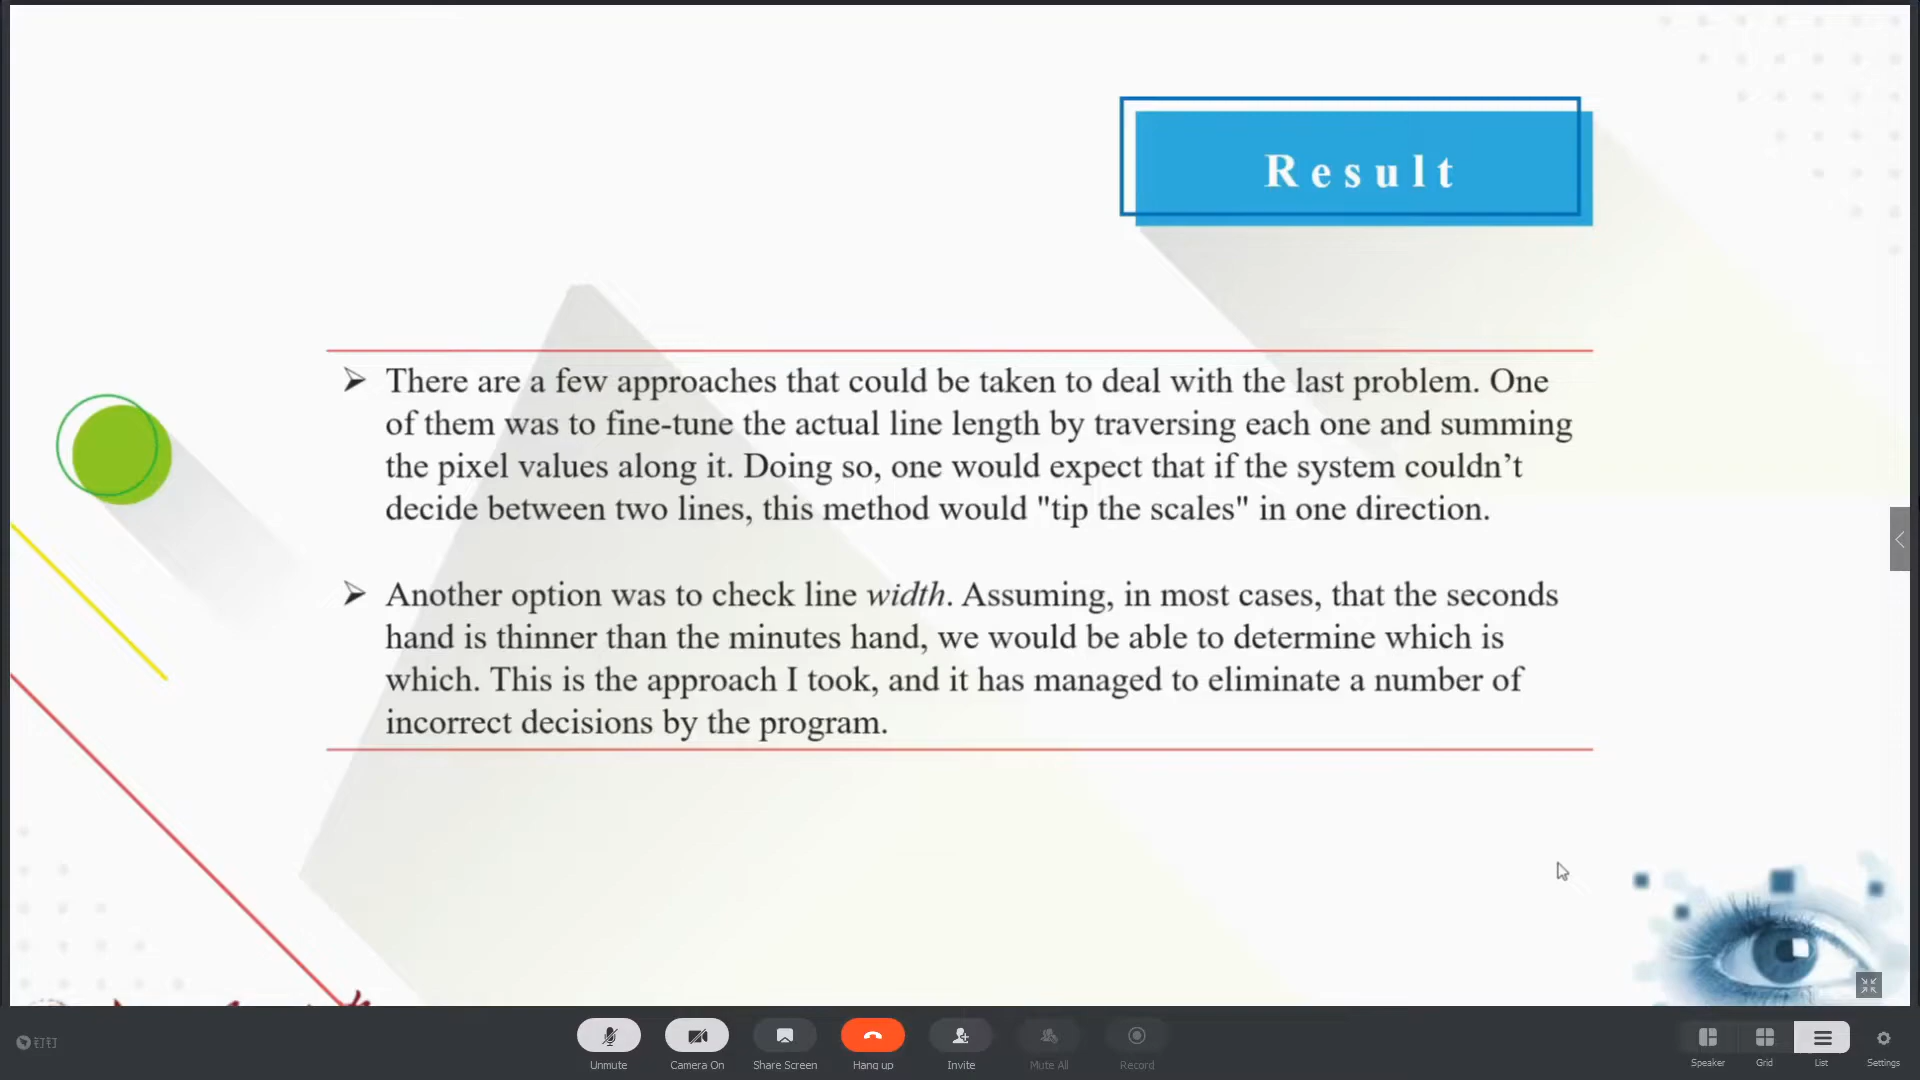 Result
➢ There are a few approaches that could be taken to deal with the last problem. One
of them was to fine-tune the actual line length by traversing each one and summing
the pixel values along it. Doing so, one would expect that if the system couldn’t
decide between two lines, this method would "tip the scales" in one direction.
➢ Another option was to check line width. Assuming, in most cases, that the seconds
hand is thinner than the minutes hand, we would be able to determine which is
which. This is the approach I took, and it has managed to eliminate a number of
incorrect decisions by the program.
钉钉
Unmute
Camera On
Share Screen
Hang up
Invite
Mute All
Record
Speaker
Grid
List
Settings